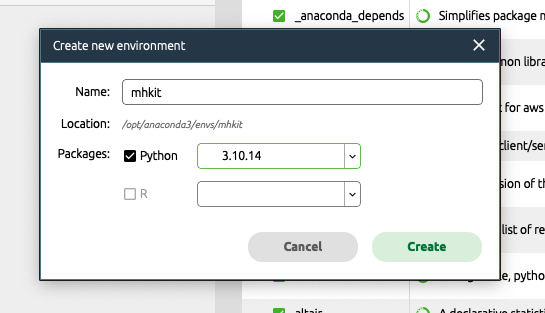 _anaconda_depends Simplifies package m
Create new environment
non libra
Name: mhkit
for aws
Location: /opt/anaconda3/envs/mhkit
client/ser
Packages: Python 3.10.14
sion of th
R
list of re
Cancel Create
e, pytho
altair A declarative statisti